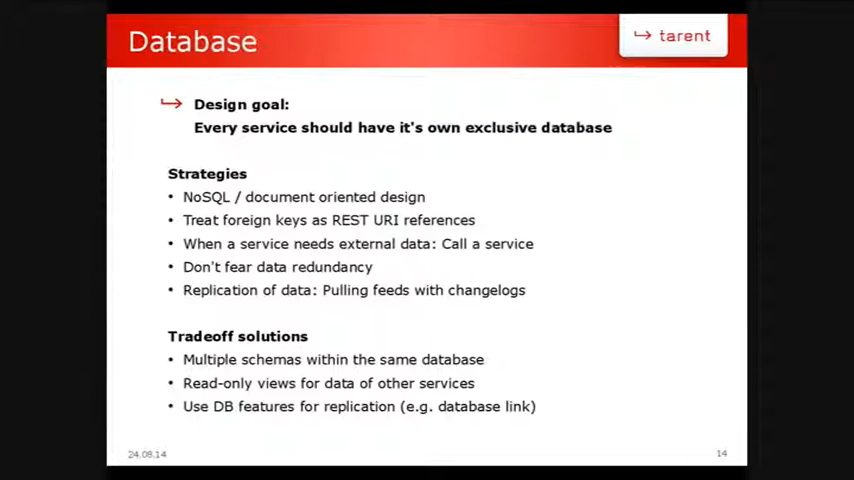 Database
↪ tarent
Design goal:
Every service should have it's own exclusive database
Strategies
• NoSQL / document oriented design
• Treat foreign keys as REST URI references
• When a service needs external data: Call a service
• Don't fear data redundancy
• Replication of data: Pulling feeds with changelogs
Tradeoff solutions
• Multiple schemas within the same database
• Read-only views for data of other services
• Use DB features for replication (e.g. database link)
24.08.14
14